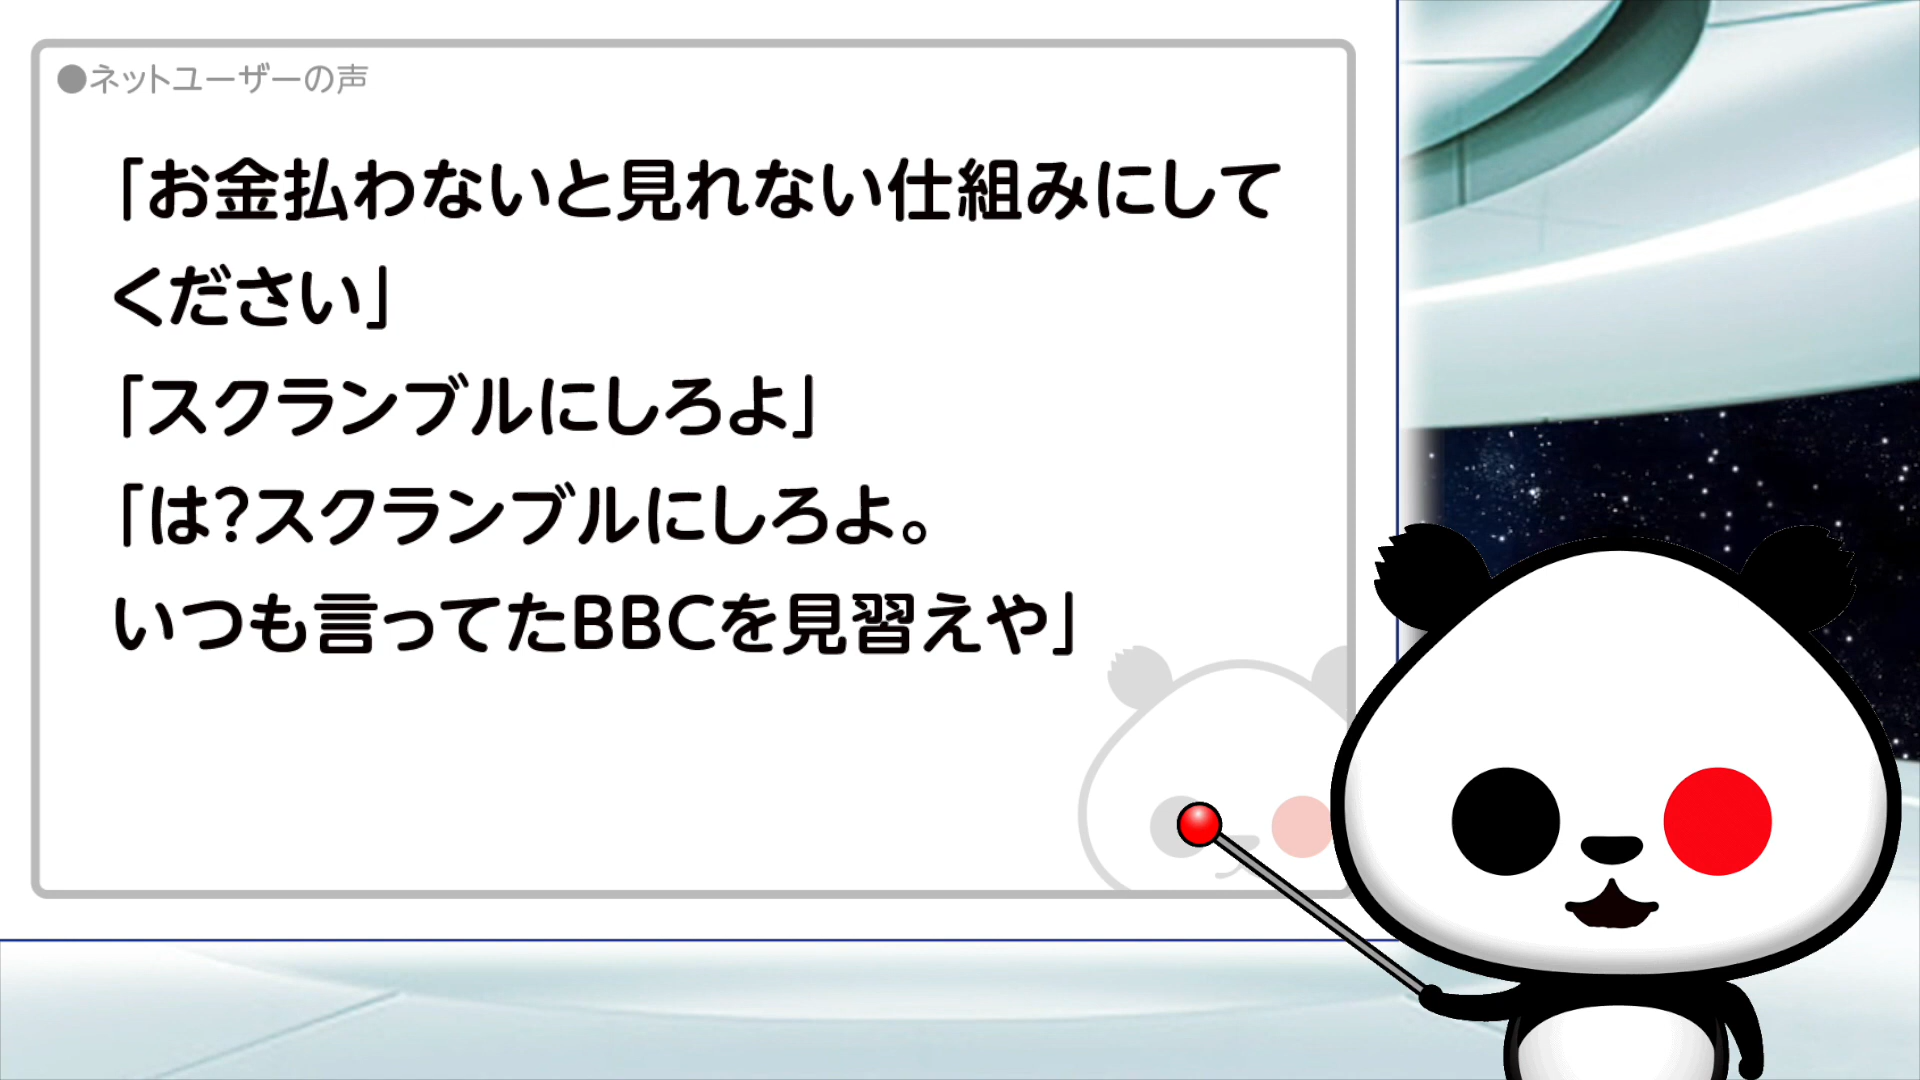 ●ネットユーザーの声
「お金払わないと見れない仕組みにして
ください」
「スクランブルにしろよ」
「は?スクランブルにしろよ。
いつも言ってたBBCを見習えや」